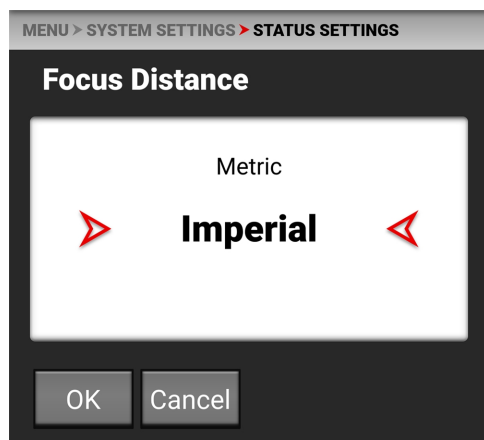 MENU > SYSTEM SETTINGS > STATUS SETTINGS
Focus Distance
Metric
Imperial
OK Cancel